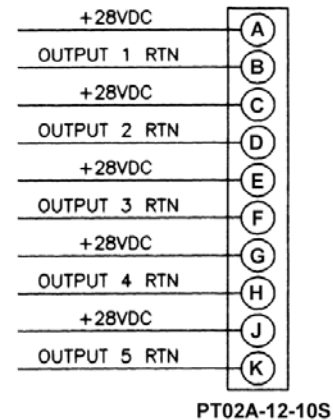 +28VDC A
OUTPUT 1 RTN B
+28VDC C
OUTPUT 2 RTN D
+28VDC E
OUTPUT 3 RTN F
+28VDC G
OUTPUT 4 RTN H
+28VDC J
OUTPUT 5 RTN K
PT02A-12-10S